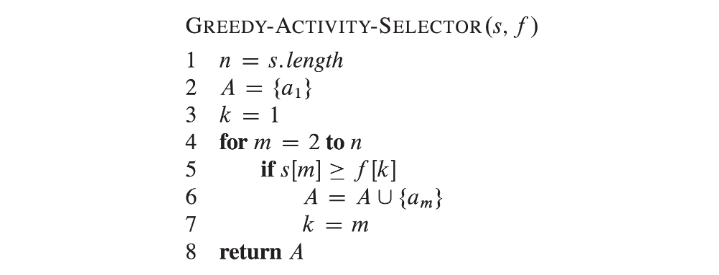 GREEDY-ACTIVITY-SELECTOR(s, f)
1 n = s.length
2 A = {a₁}
3 k = 1
4 for m = 2 to n
5 if s[m] ≥ f[k]
6 A = A ∪ {aₘ}
7 k = m
8 return A